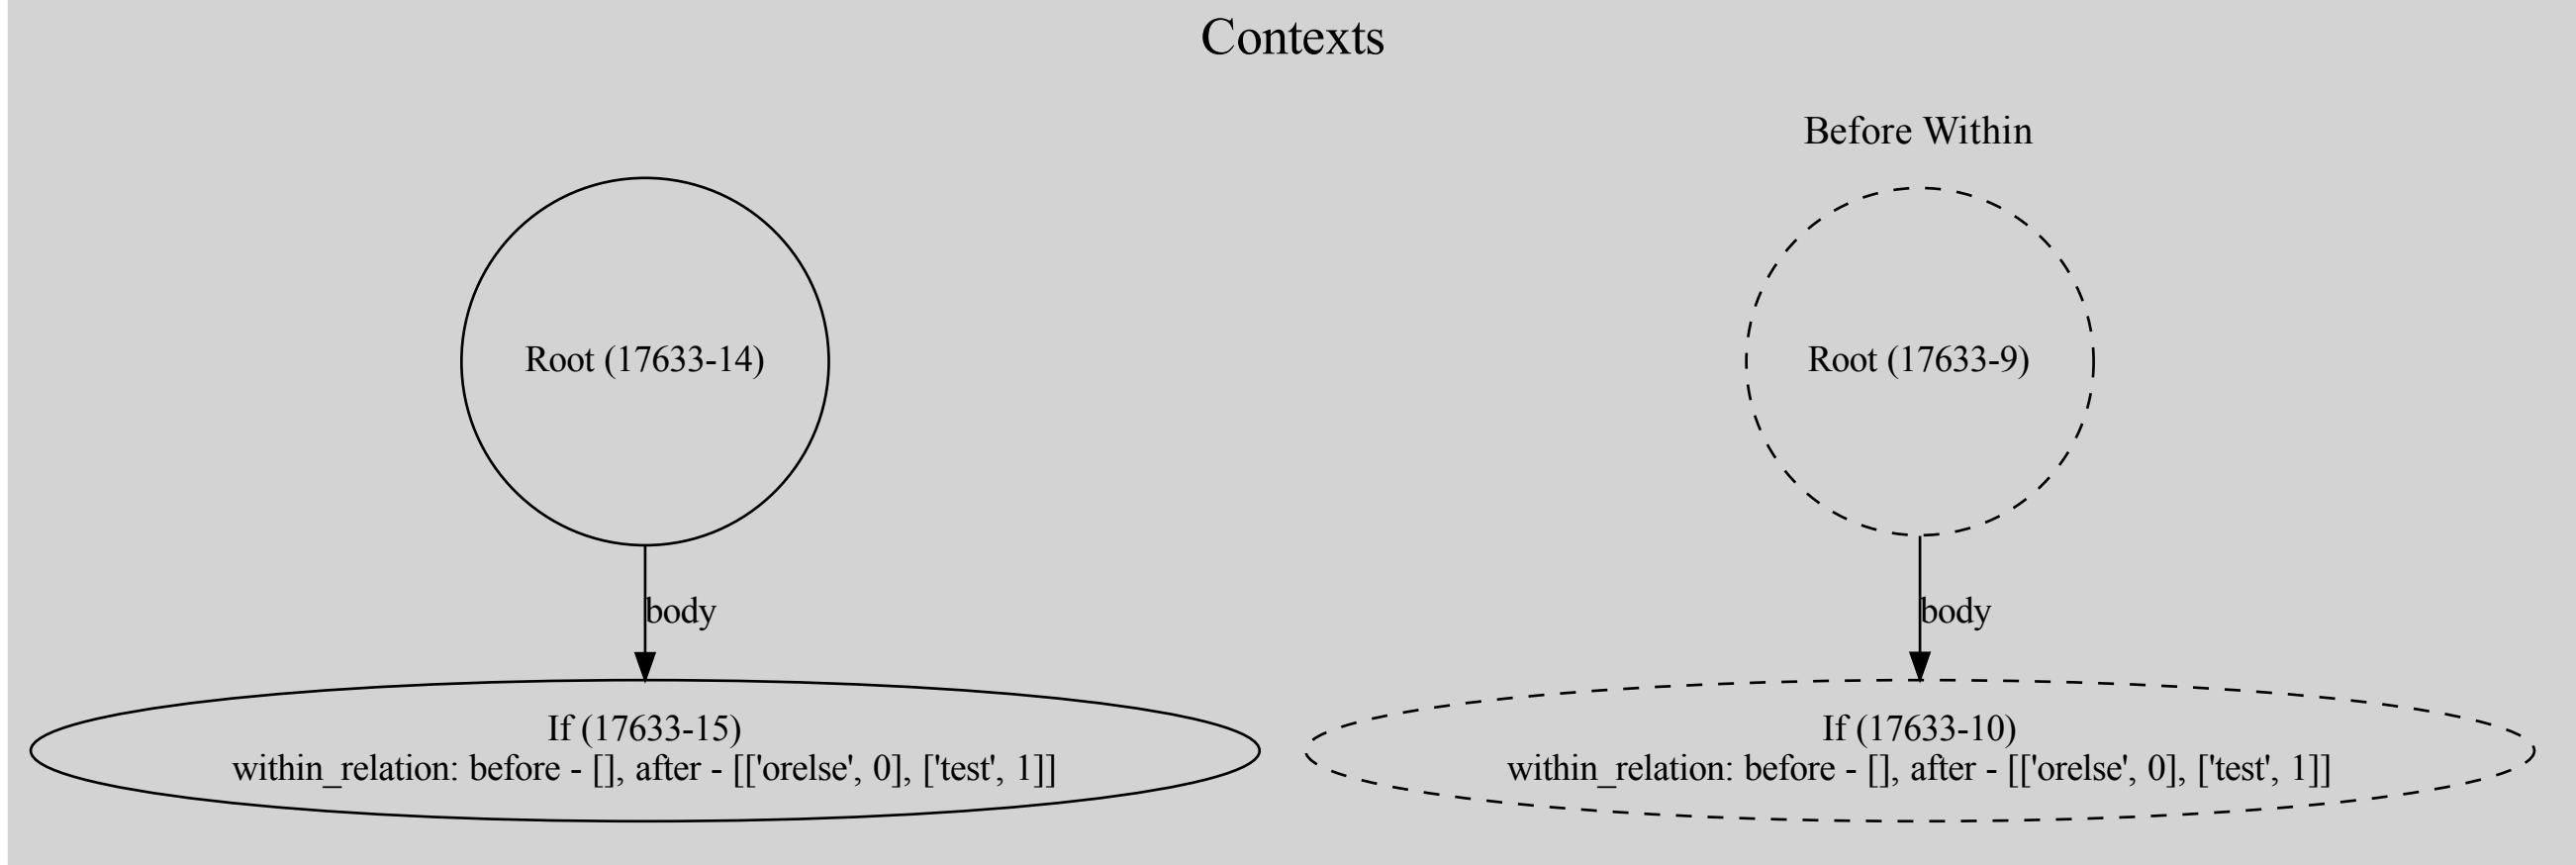 Contexts
Before Within
Root (17633-14)
Root (17633-9)
body
body
If (17633-15)
within_relation: before - [], after - [['orelse', 0], ['test', 1]]
If (17633-10)
within_relation: before - [], after - [['orelse', 0], ['test', 1]]